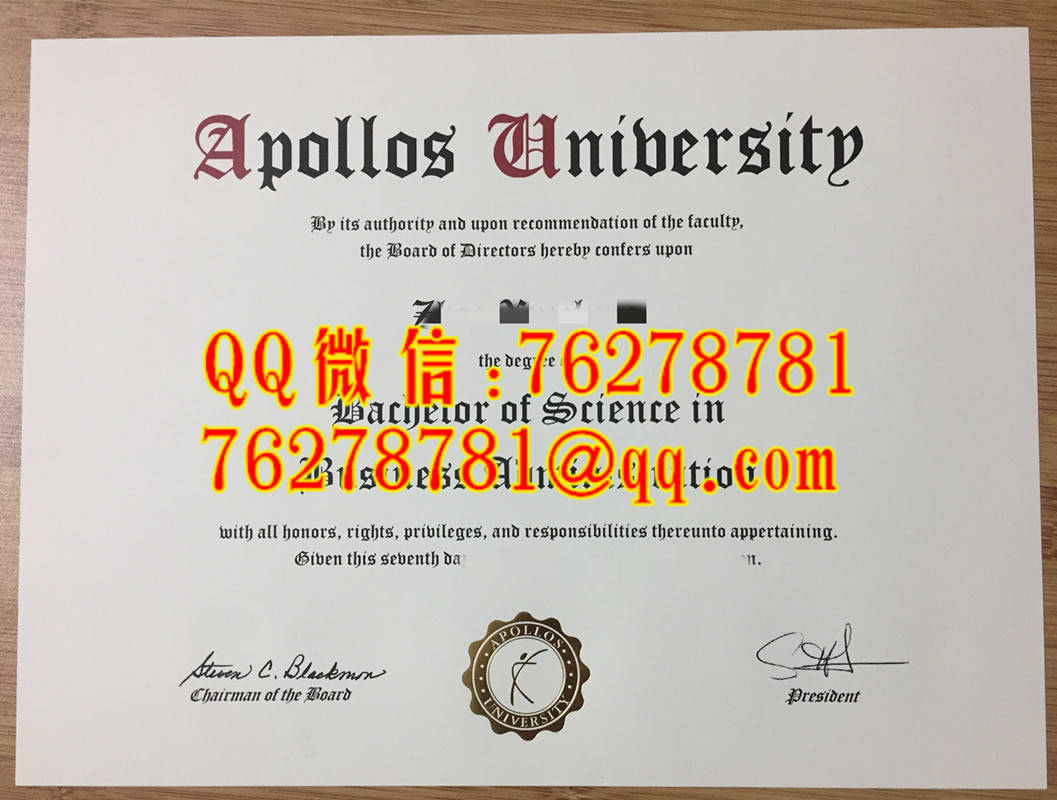 Apollos University
By its authority and upon recommendation of the faculty,
the Board of Directors hereby confers upon
QQ微信:76278781
the degree
Bachelor of Science in
76278781@qq.com
Business Administration
with all honors, rights, privileges, and responsibilities thereunto appertaining.
Given this seventh
Steven C. Blackmon
Chairman of the Board
APOLLOS
UNIVERSITY
President